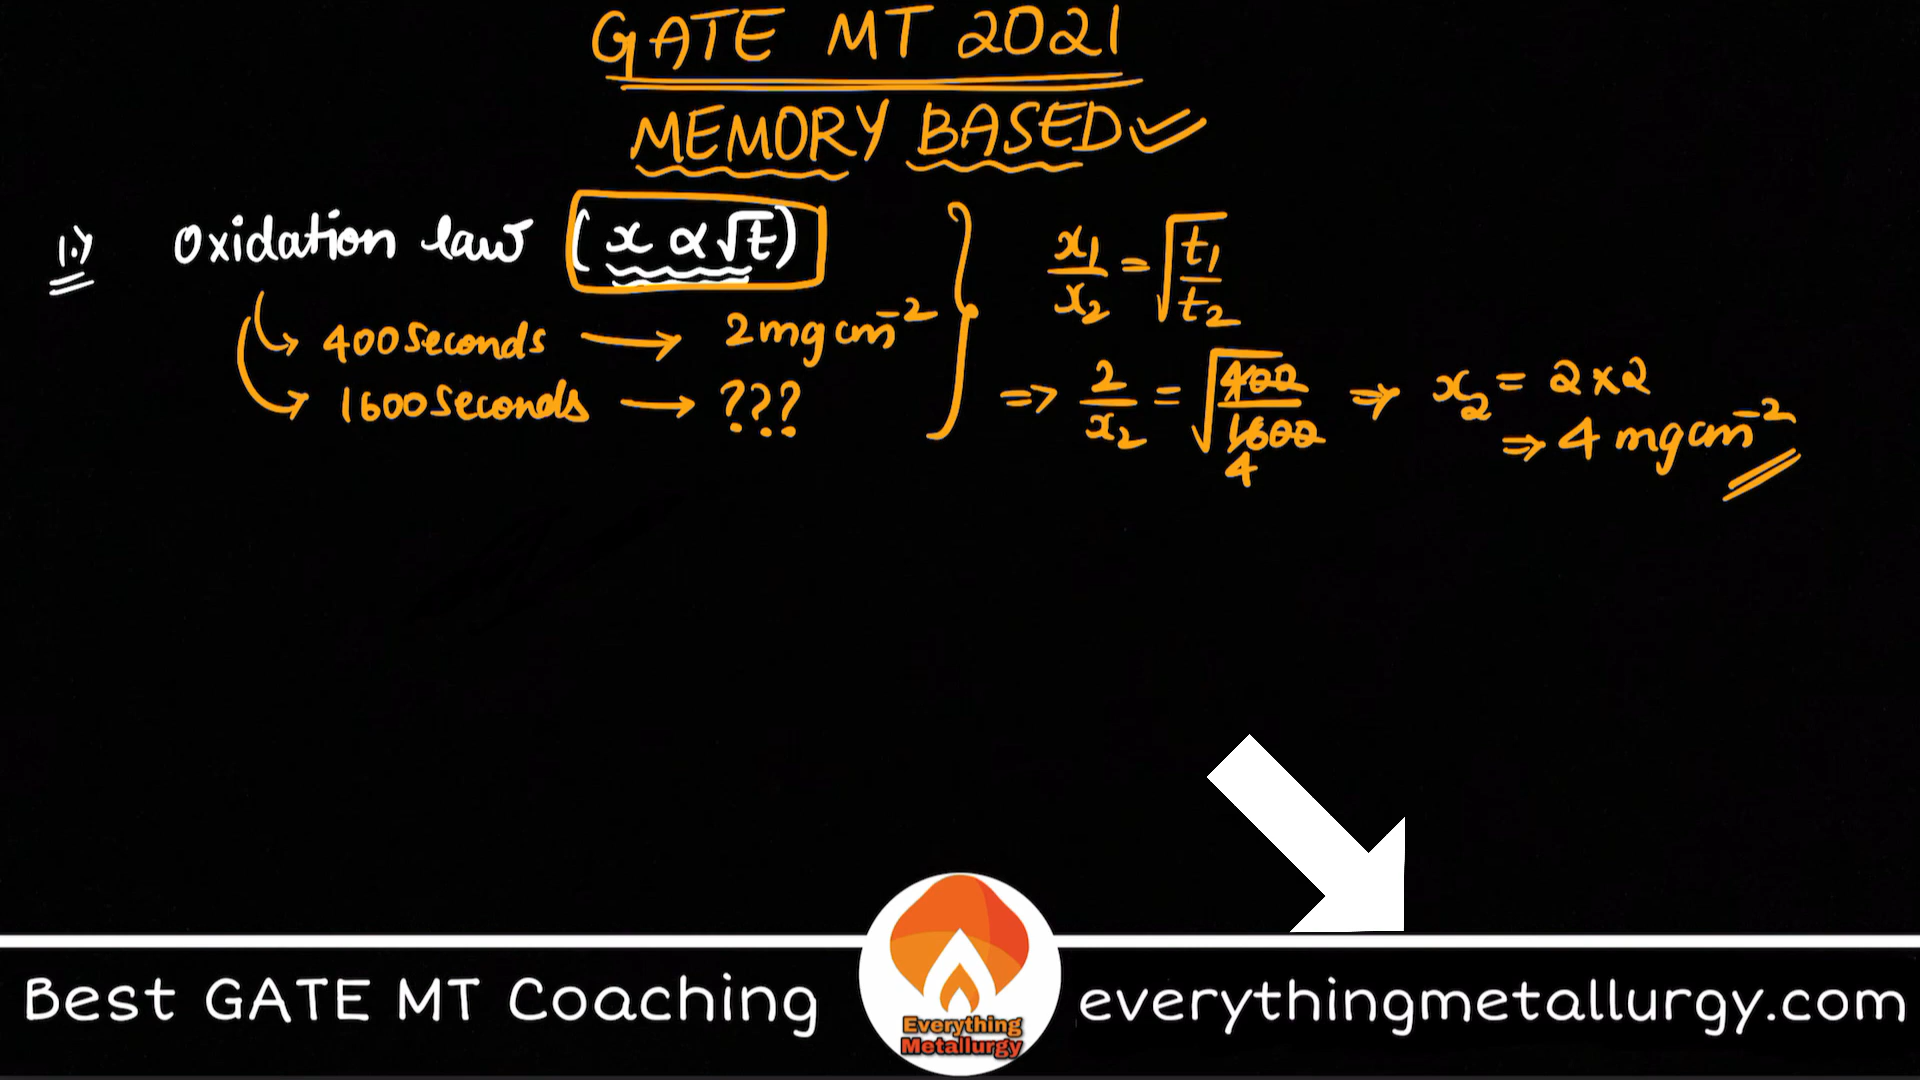 GATE MT 2021
MEMORY BASED
1.) Oxidation law (x ∝ √t)
400 seconds → 2 mg cm⁻²
1600 seconds → ???
x₁/x₂ = √(t₁/t₂)
⇒ 2/x₂ = √(400/1600) 4 ⇒ x₂ = 2 × 2
⇒ 4 mg cm⁻²
Best GATE MT Coaching
Everything
Metallurgy
everythingmetallurgy.com